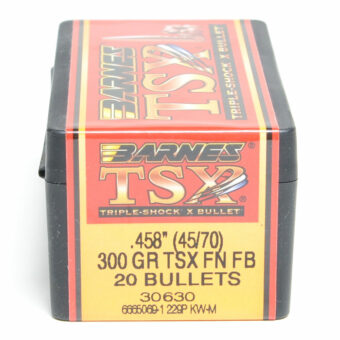 BARNES
TSX
TRIPLE-SHOCK X BULLET
BARNES®
TSX
TRIPLE-SHOCK X BULLET
.458" (45/70)
300 GR TSX FN FB
20 BULLETS
30630
6665069-1 229P KW-M